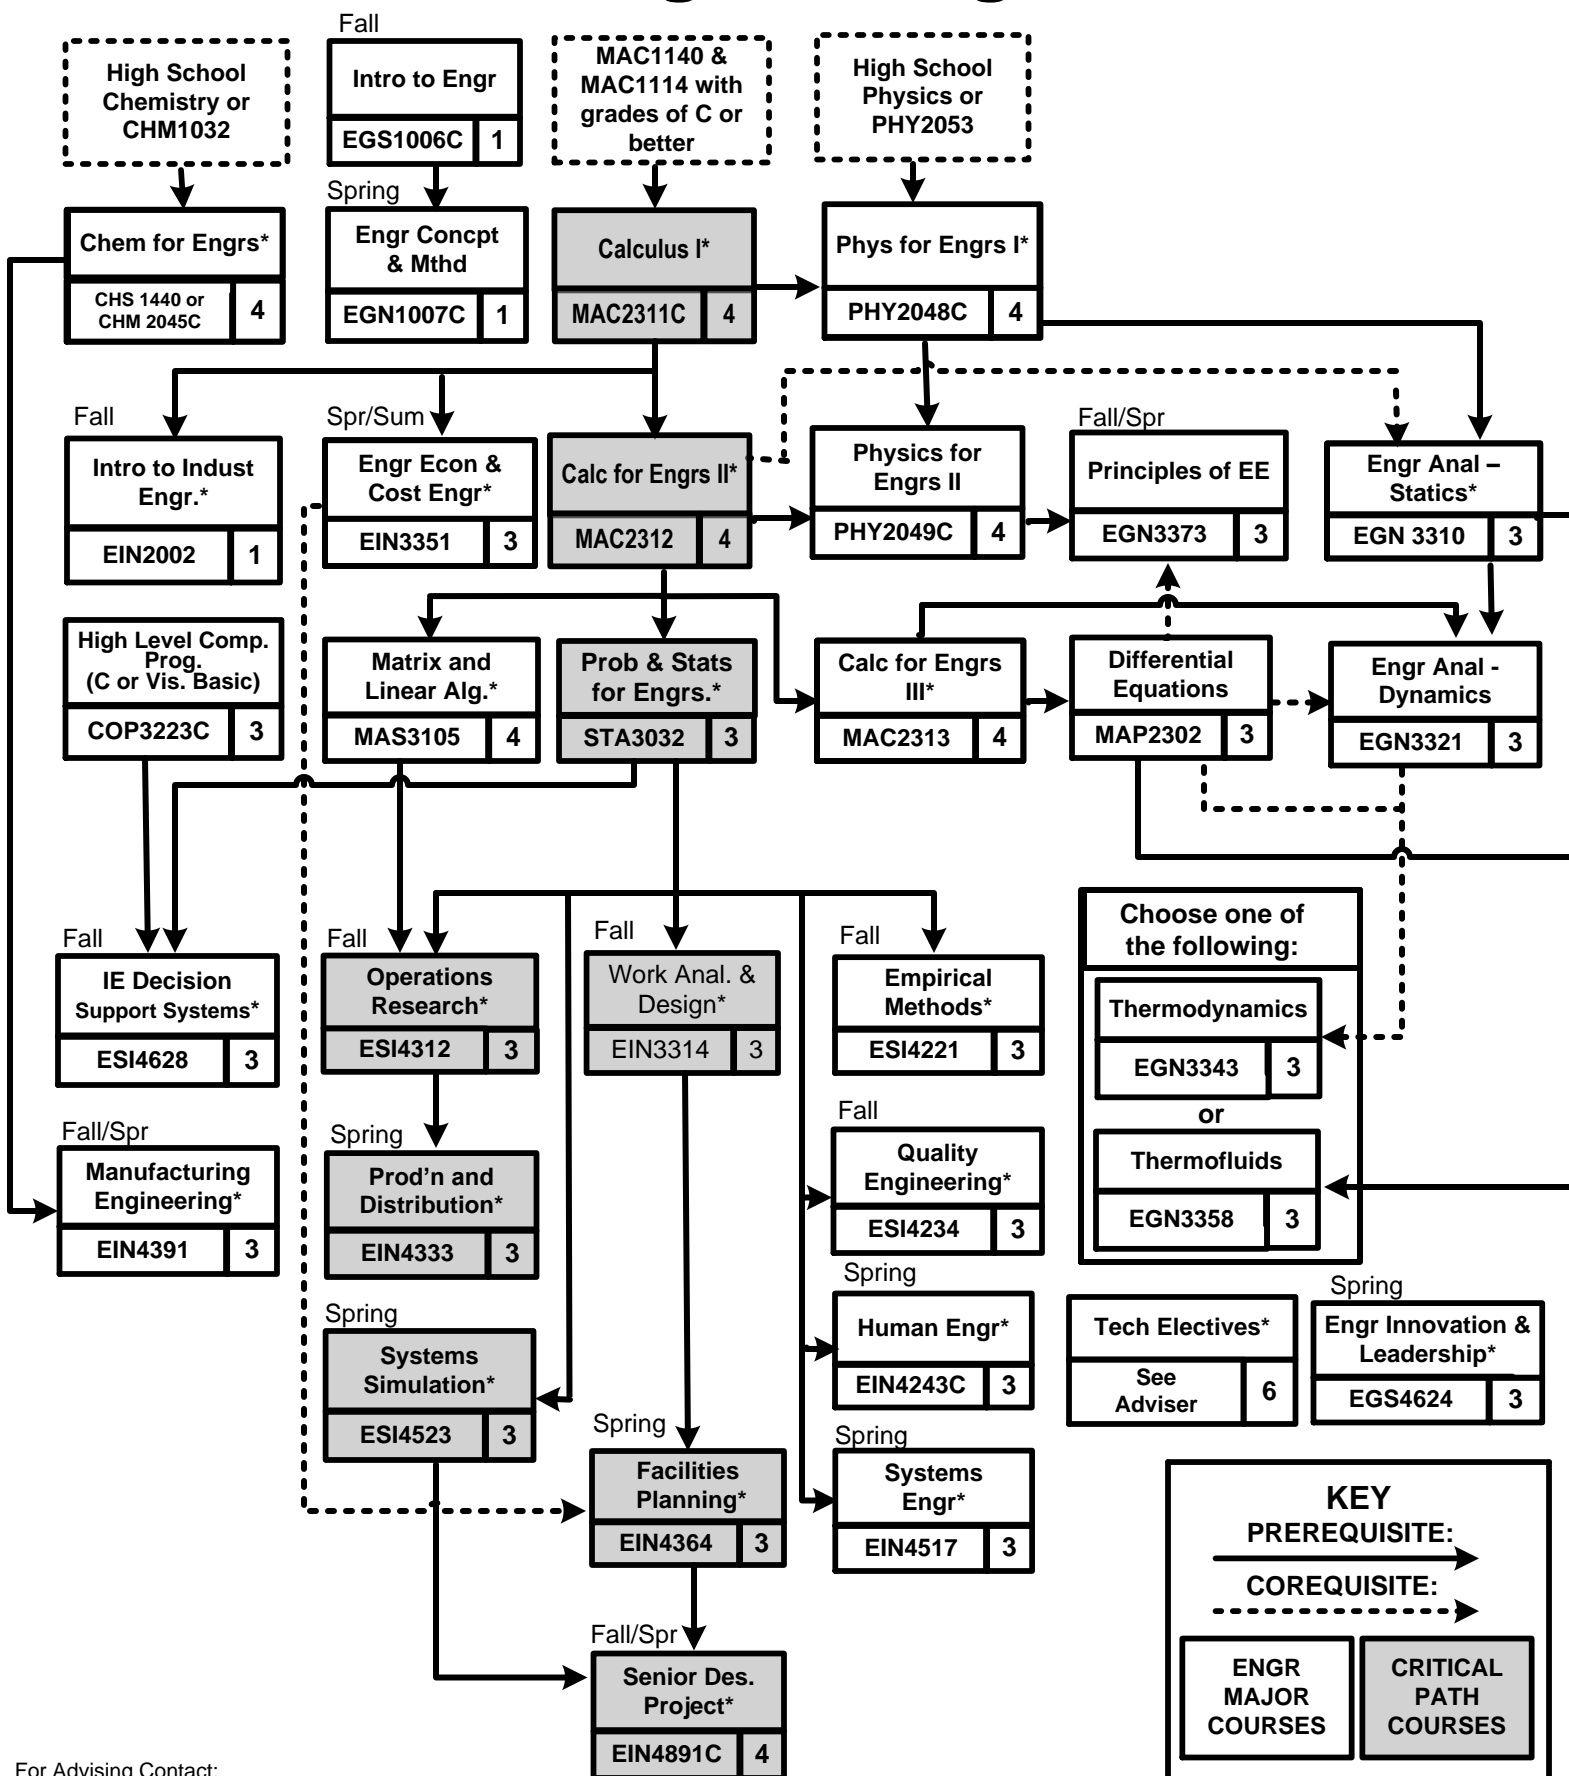 Fall
High School
Chemistry or
CHM1032
Intro to Engr
EGS1006C 1
MAC1140 &
MAC1114 with
grades of C or
better
High School
Physics or
PHY2053
Spring
Chem for Engrs*
CHS 1440 or
CHM 2045C
4
Engr Concpt
& Mthd
EGN1007C 1
Calculus I*
MAC2311C 4
Phys for Engrs I*
PHY2048C 4
Fall
Intro to Indust
Engr.*
EIN2002 1
Spr/Sum
Engr Econ &
Cost Engr*
EIN3351 3
Calc for Engrs II*
MAC2312 4
Physics for
Engrs II
PHY2049C 4
Fall/Spr
Principles of EE
EGN3373 3
Engr Anal –
Statics*
EGN 3310 3
High Level Comp.
Prog.
(C or Vis. Basic)
COP3223C 3
Matrix and
Linear Alg.*
MAS3105 4
Prob & Stats
for Engrs.*
STA3032 3
Calc for Engrs
III*
MAC2313 4
Differential
Equations
MAP2302 3
Engr Anal -
Dynamics
EGN3321 3
Fall
IE Decision
Support Systems*
ESI4628 3
Fall
Operations
Research*
ESI4312 3
Fall
Work Anal. &
Design*
EIN3314 3
Fall
Empirical
Methods*
ESI4221 3
Choose one of
the following:
Thermodynamics
EGN3343 3
or
Thermofluids
EGN3358 3
Fall/Spr
Manufacturing
Engineering*
EIN4391 3
Spring
Prod’n and
Distribution*
EIN4333 3
Fall
Quality
Engineering*
ESI4234 3
Spring
Systems
Simulation*
ESI4523 3
Spring
Human Engr*
EIN4243C 3
Tech Electives*
See
Adviser
6
Spring
Engr Innovation &
Leadership*
EGS4624 3
Spring
Facilities
Planning*
EIN4364 3
Spring
Systems
Engr*
EIN4517 3
Fall/Spr
Senior Des.
Project*
EIN4891C 4
KEY
PREREQUISITE:
COREQUISITE:
ENGR
MAJOR
COURSES
CRITICAL
PATH
COURSES
For Advising Contact: